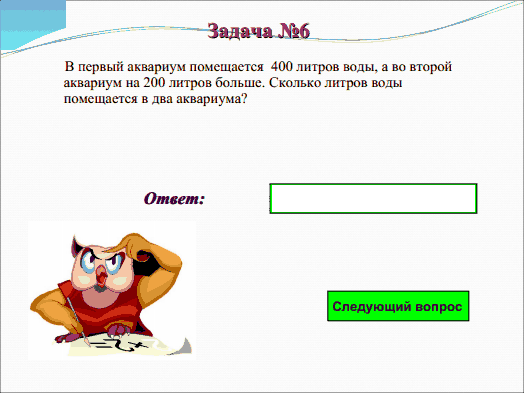 Задача №6
В первый аквариум помещается 400 литров воды, а во второй
аквариум на 200 литров больше. Сколько литров воды
помещается в два аквариума?
Ответ:
Следующий вопрос